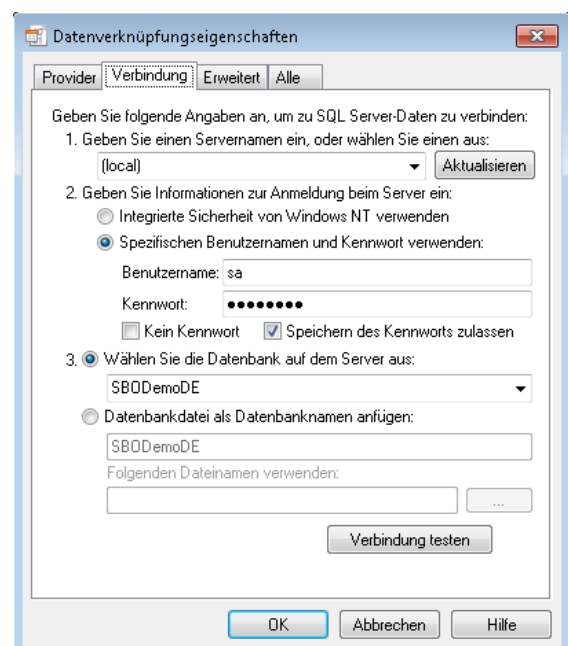 Datenverknüpfungseigenschaften
Provider Verbindung Erweitert Alle
Geben Sie folgende Angaben an, um zu SQL Server-Daten zu verbinden:
1. Geben Sie einen Servernamen ein, oder wählen Sie einen aus:
(local) Aktualisieren
2. Geben Sie Informationen zur Anmeldung beim Server ein:
Integrierte Sicherheit von Windows NT verwenden
Spezifischen Benutzernamen und Kennwort verwenden:
Benutzername: sa
Kennwort: ●●●●●●●●
Kein Kennwort Speichern des Kennworts zulassen
3. Wählen Sie die Datenbank auf dem Server aus:
SBODemoDE
Datenbankdatei als Datenbanknamen anfügen:
SBODemoDE
Folgenden Dateinamen verwenden:
...
Verbindung testen
OK Abbrechen Hilfe